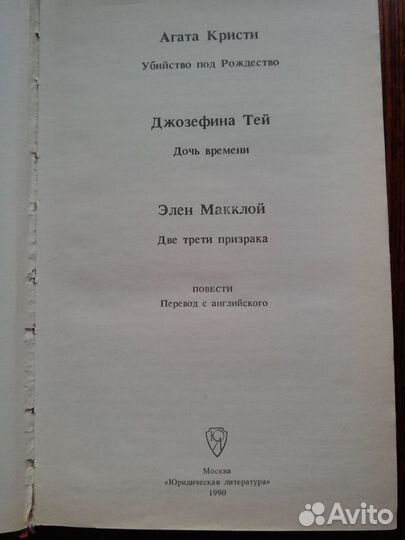 Агата Кристи
Убийство под Рождество
Джозефина Тей
Дочь времени
Элен Макклой
Две трети призрака
ПОВЕСТИ
Перевод с английского
ЮЛ
Москва
«Юридическая литература»
1990
Avito